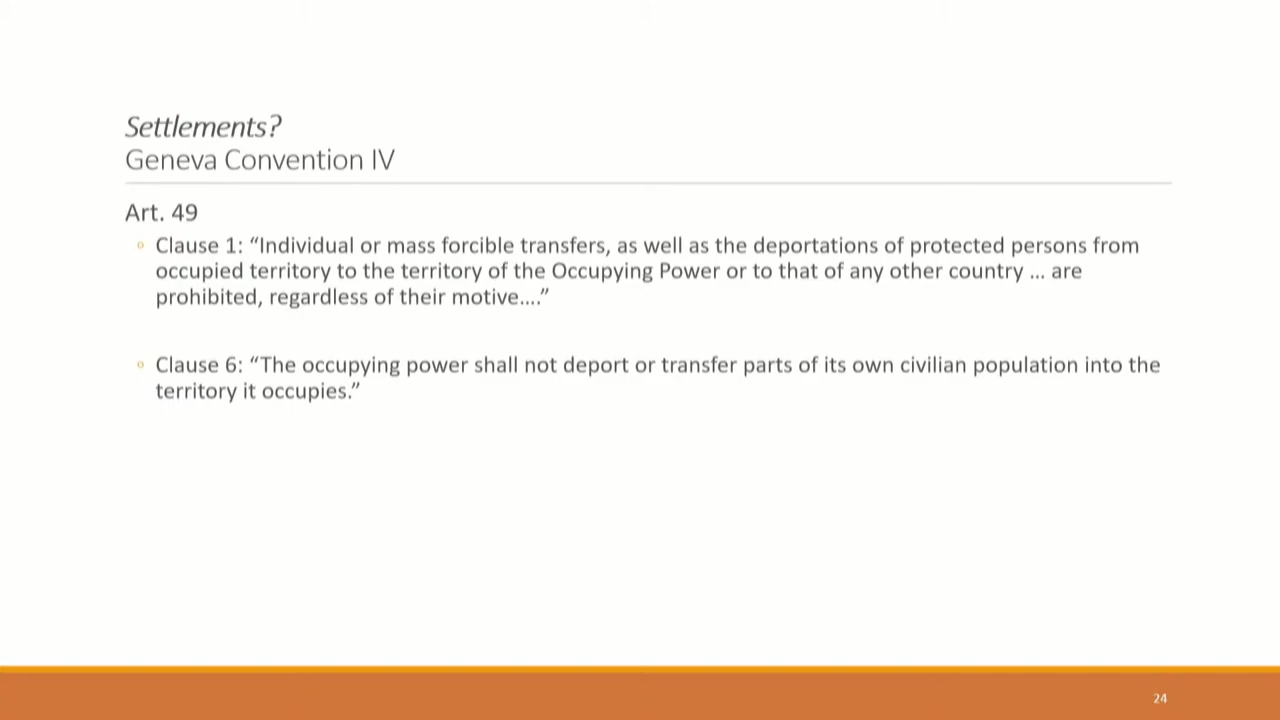 Settlements?
Geneva Convention IV
Art. 49
◦ Clause 1: “Individual or mass forcible transfers, as well as the deportations of protected persons from
occupied territory to the territory of the Occupying Power or to that of any other country … are
prohibited, regardless of their motive….”
◦ Clause 6: “The occupying power shall not deport or transfer parts of its own civilian population into the
territory it occupies.”
24